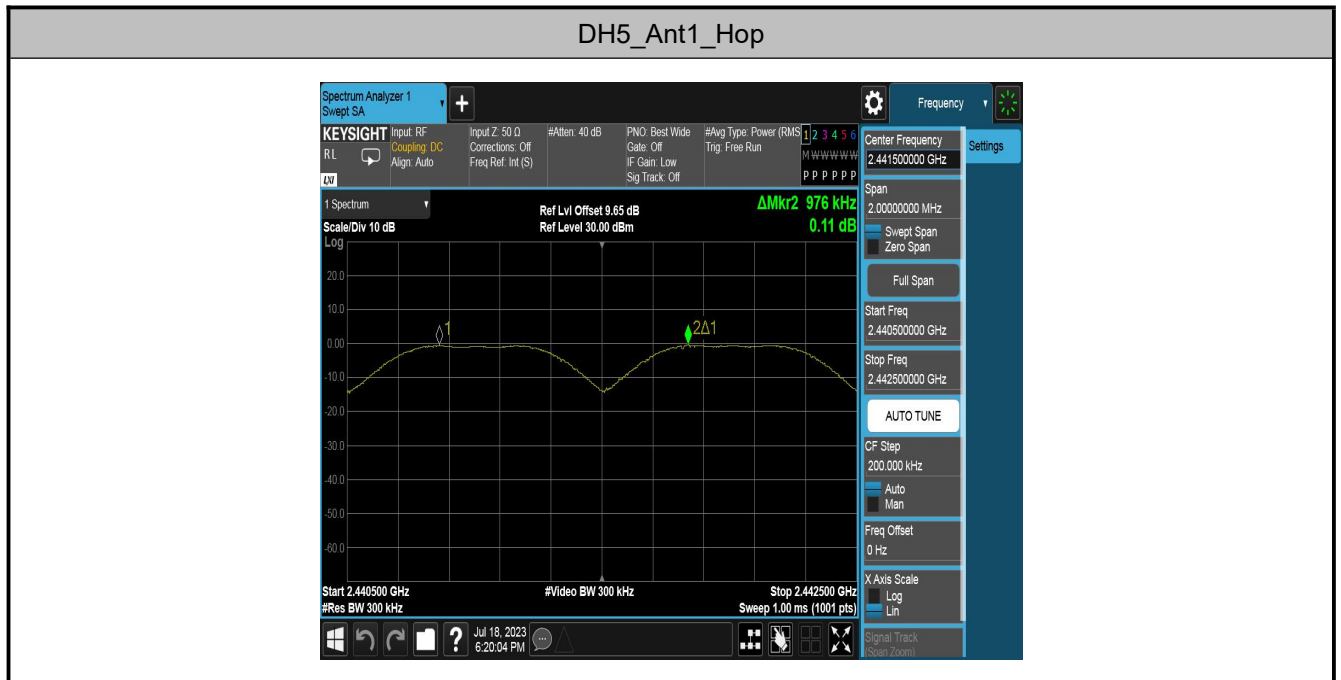 DH5_Ant1_Hop
Spectrum Analyzer 1
Swept SA
+
Frequency
KEYSIGHT
RL
LXI
Input: RF
Coupling: DC
Align: Auto
Input Z: 50 Ω
Corrections: Off
Freq Ref: Int (S)
#Atten: 40 dB
PNO: Best Wide
Gate: Off
IF Gain: Low
Sig Track: Off
#Avg Type: Power (RMS
Trig: Free Run
1 2 3 4 5 6
M W W W W W
P P P P P P
Center Frequency
2.441500000 GHz
Settings
Span
2.00000000 MHz
Swept Span
Zero Span
Full Span
Start Freq
2.440500000 GHz
Stop Freq
2.442500000 GHz
AUTO TUNE
CF Step
200.000 kHz
Auto
Man
Freq Offset
0 Hz
X Axis Scale
Log
Lin
Signal Track
(Span Zoom)
1 Spectrum
Scale/Div 10 dB
Log
Ref Lvl Offset 9.65 dB
Ref Level 30.00 dBm
ΔMkr2 976 kHz
0.11 dB
20.0
10.0
0.00
-10.0
-20.0
-30.0
-40.0
-50.0
-60.0
1
2Δ1
Start 2.440500 GHz
#Res BW 300 kHz
#Video BW 300 kHz
Stop 2.442500 GHz
Sweep 1.00 ms (1001 pts)
?
Jul 18, 2023
6:20:04 PM